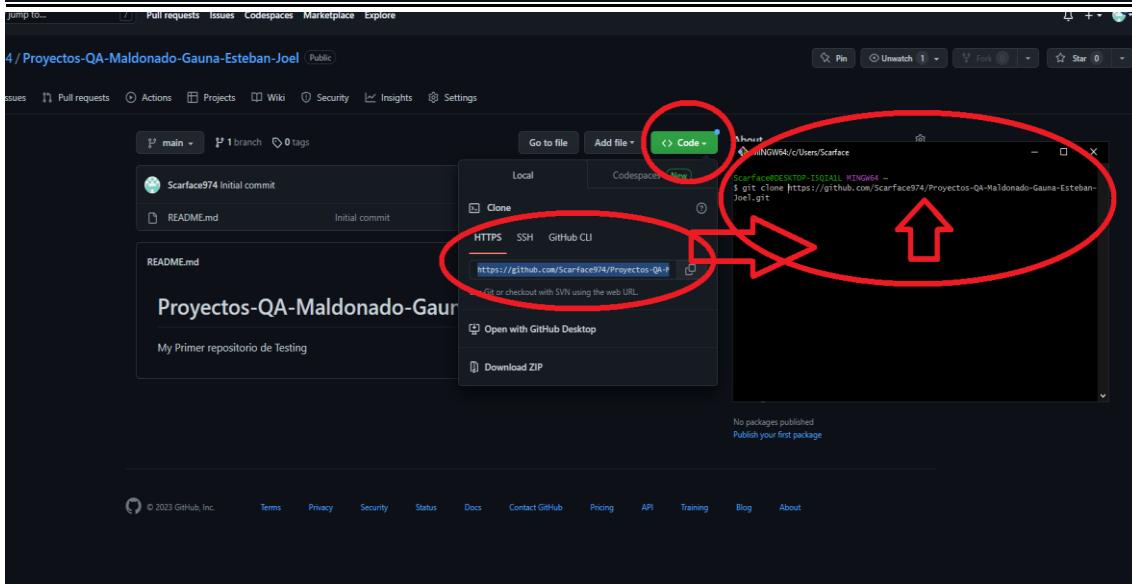 jump to... / Pull requests Issues Codespaces Marketplace Explore
4 / Proyectos-QA-Maldonado-Gauna-Esteban-Joel Public
Pin Unwatch 1 Fork 0 Star 0
ssues Pull requests Actions Projects Wiki Security Insights Settings
main 1 branch 0 tags Go to file Add file Code
About
Scarface974 Initial commit
README.md Initial commit
README.md
Proyectos-QA-Maldonado-Gaun
My Primer repositorio de Testing
Local Codespaces New
Clone
HTTPS SSH GitHub CLI
https://github.com/Scarface974/Proyectos-QA-M
Git or checkout with SVN using the web URL.
Open with GitHub Desktop
Download ZIP
MINGW64:/c/Users/Scarface
Scarface@DESKTOP-I5QIA1L MINGW64 ~
$ git clone https://github.com/Scarface974/Proyectos-QA-Maldonado-Gauna-Esteban-
Joel.git
No packages published
Publish your first package
© 2023 GitHub, Inc. Terms Privacy Security Status Docs Contact GitHub Pricing API Training Blog About